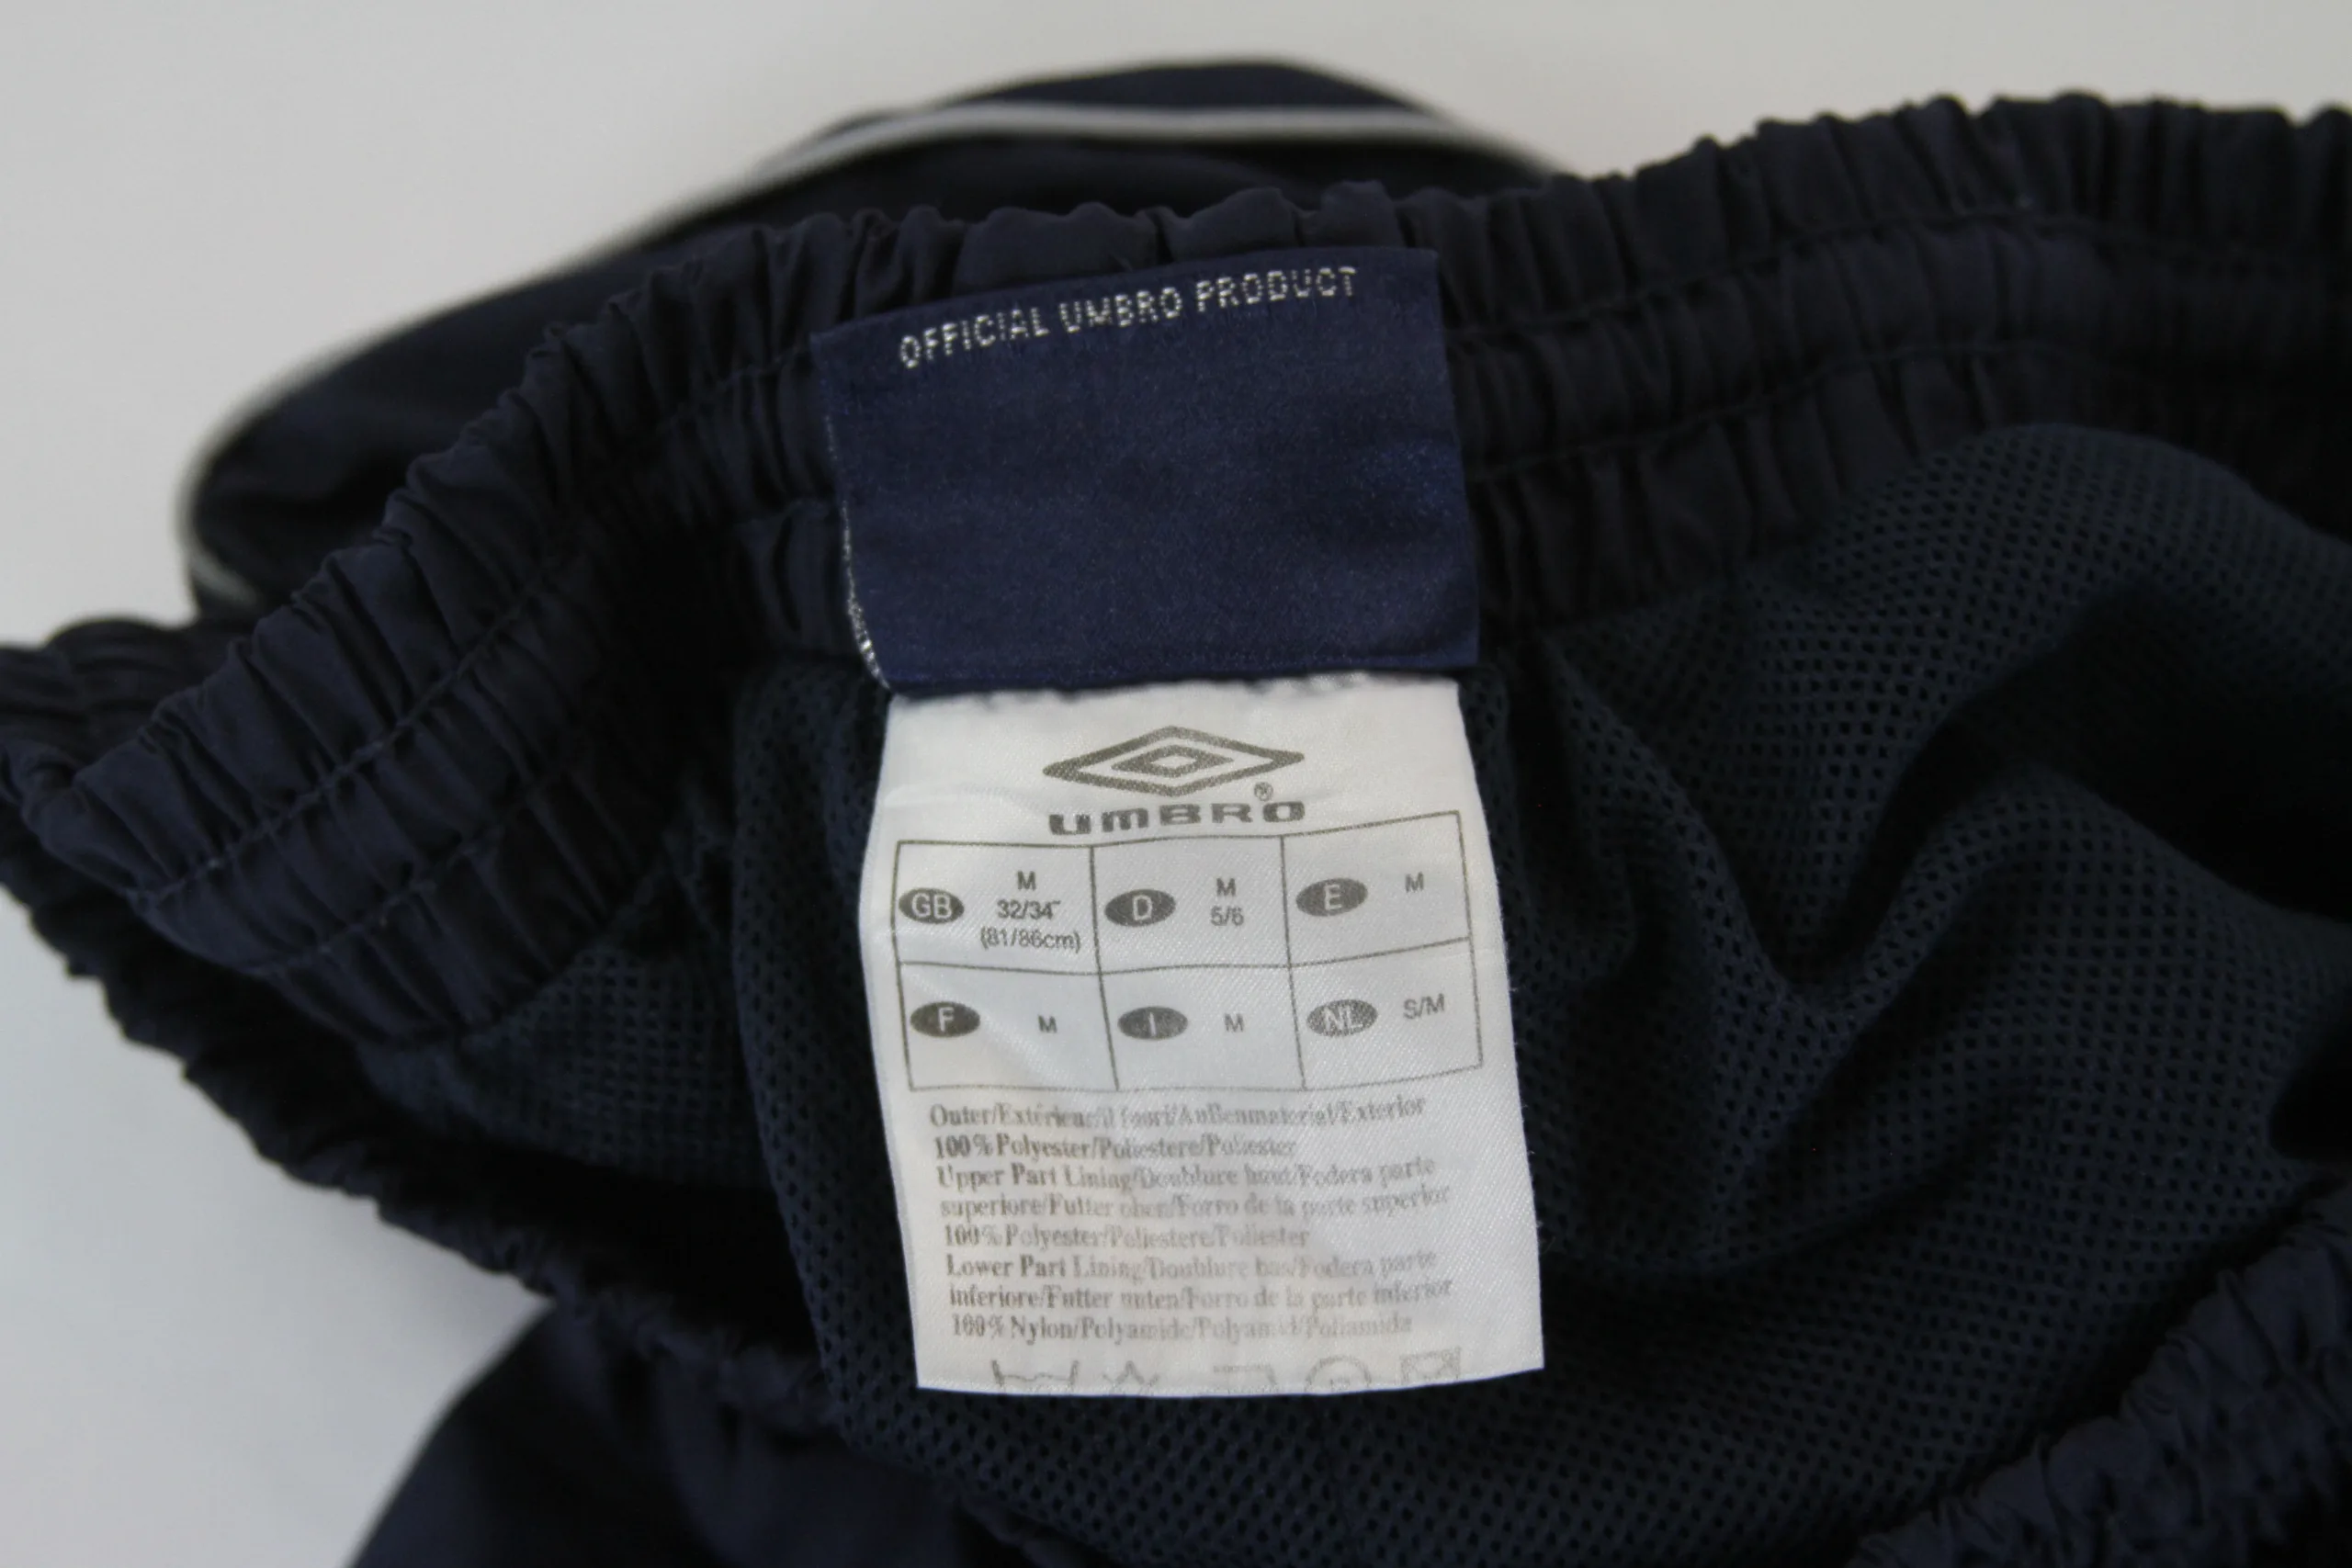 OFFICIAL UMBRO PRODUCT
UMBRO®
GB M 32/34" (81/86cm)
D M 5/6
E M
F M
I M
NL S/M
Outer/Extérieur/il fuori/Außenmaterial/Exterior
100% Polyester/Poliestere/Poliester
Upper Part Lining/Doublure haut/Fodera parte
superiore/Futter oben/Forro de la parte superior
100% Polyester/Poliestere/Poliester
Lower Part Lining/Doublure bas/Fodera parte
inferiore/Futter unten/Forro de la parte inferior
100% Nylon/Polyamide/Polyamid/Poliamida